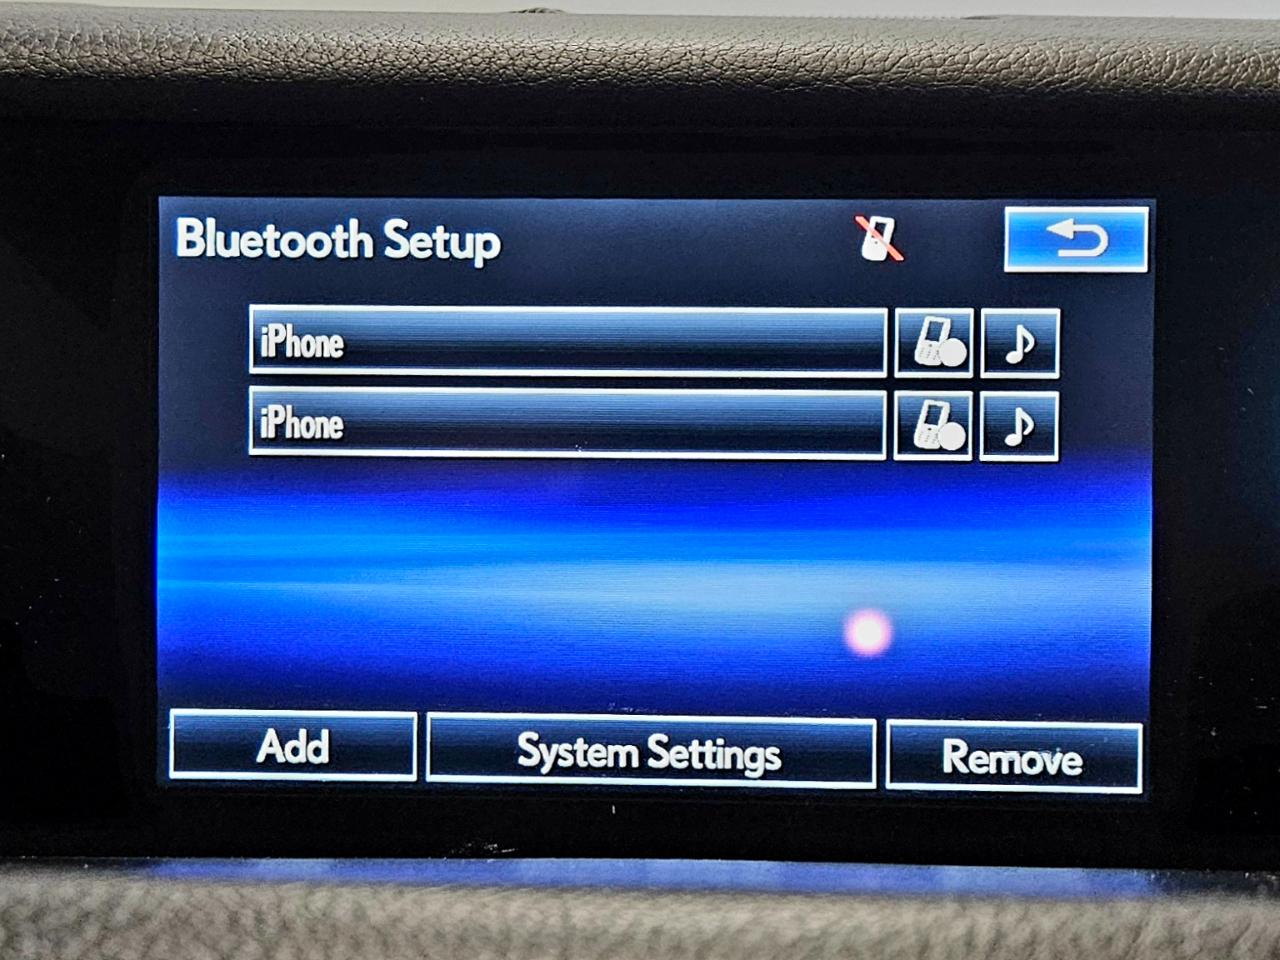 Bluetooth Setup
iPhone
iPhone
Add
System Settings
Remove